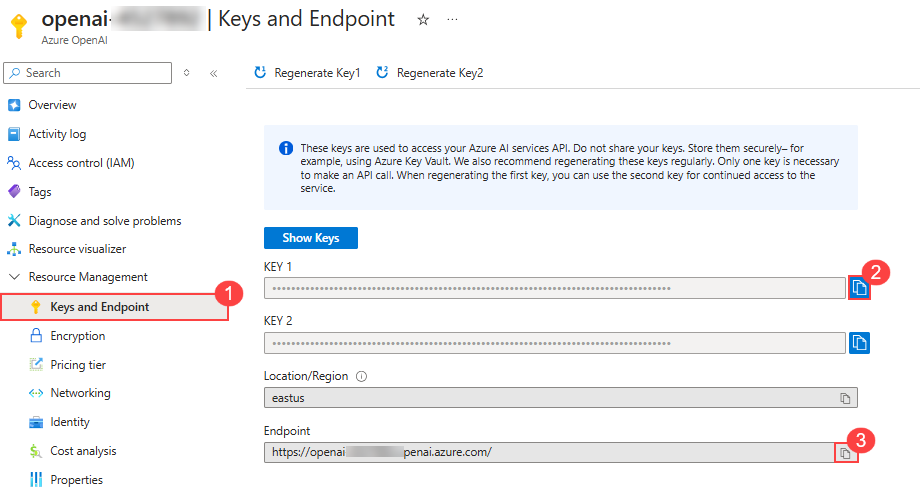 openai- | Keys and Endpoint
Azure OpenAI
Search
Regenerate Key1 Regenerate Key2
Overview
Activity log
Access control (IAM)
Tags
Diagnose and solve problems
Resource visualizer
Resource Management
Keys and Endpoint
1
Encryption
Pricing tier
Networking
Identity
Cost analysis
Properties
These keys are used to access your Azure AI services API. Do not share your keys. Store them securely– for
example, using Azure Key Vault. We also recommend regenerating these keys regularly. Only one key is necessary
to make an API call. When regenerating the first key, you can use the second key for continued access to the
service.
Show Keys
KEY 1
2
KEY 2
Location/Region
eastus
Endpoint
3
https://openai penai.azure.com/